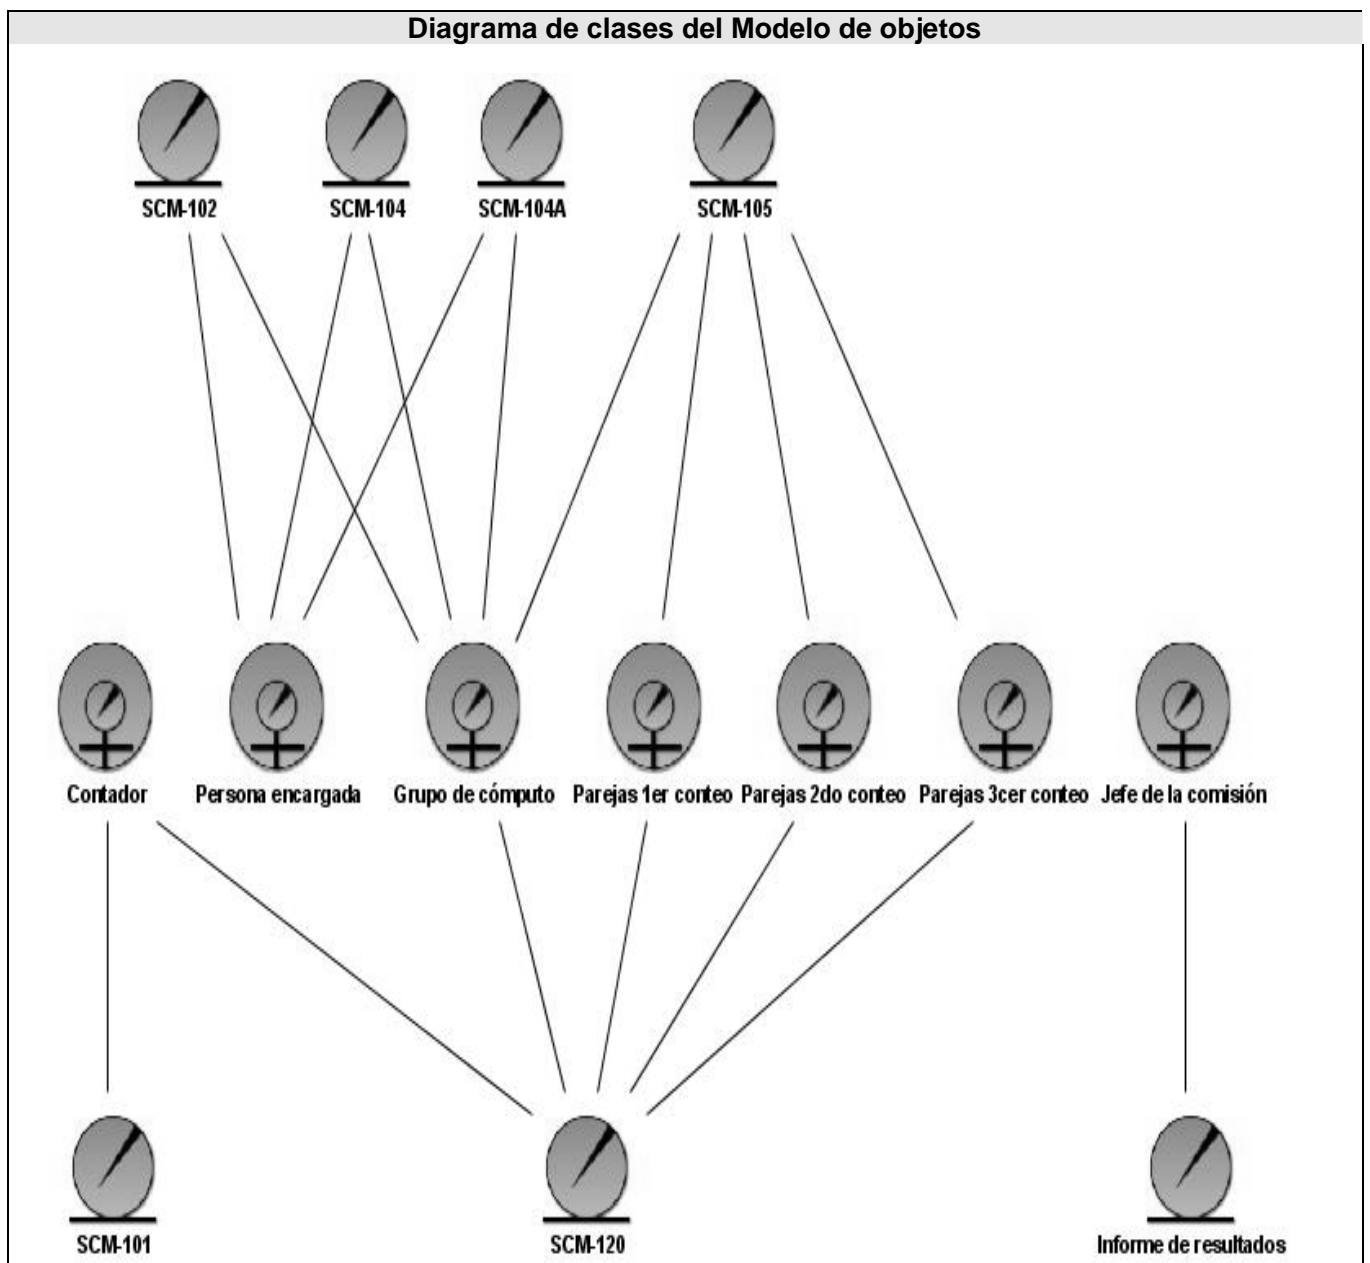 Diagrama de clases del Modelo de objetos
SCM-102 SCM-104 SCM-104A SCM-105
Contador Persona encargada Grupo de cómputo Parejas 1er conteo Parejas 2do conteo Parejas 3cer conteo Jefe de la comisión
SCM-101 SCM-120 Informe de resultados